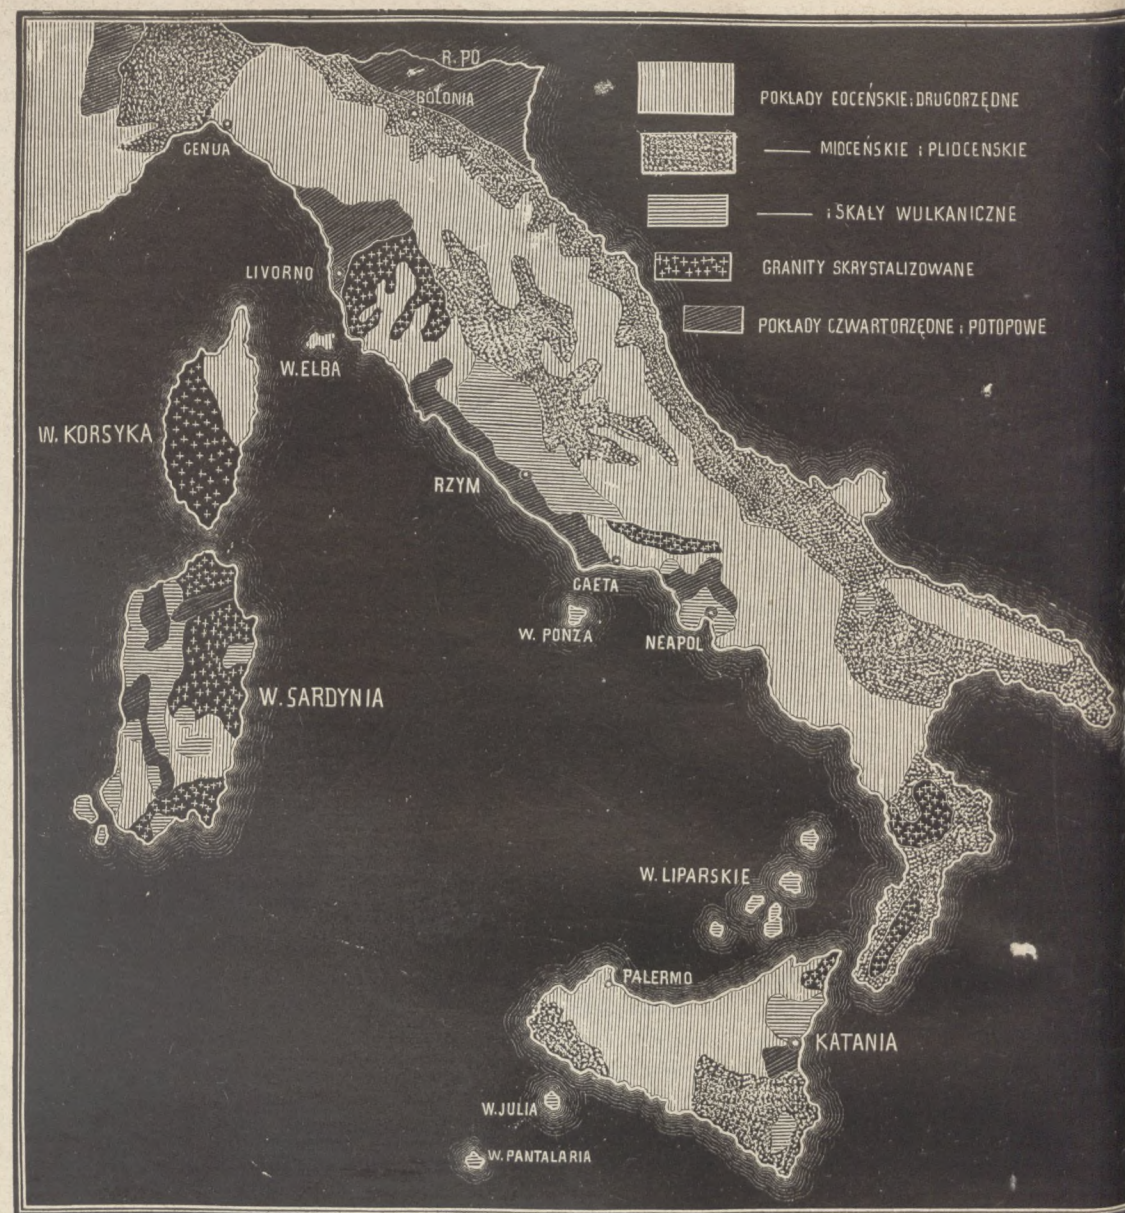 R. PO
BOLONIA
GENUA
LIVORNO
W. ELBA
W. KORSYKA
RZYM
GAETA
W. PONZA
NEAPOL
W. SARDYNIA
W. LIPARSKIE
PALERMO
KATANIA
W. JULIA
W. PANTALARIA
POKŁADY EOCEŃSKIE i DRUGORZĘDNE
—— MIOCEŃSKIE i PLIOCENSKIE
—— i SKAŁY WULKANICZNE
GRANITY SKRYSTALIZOWANE
POKŁADY CZWARTORZĘDNE i POTOPOWE